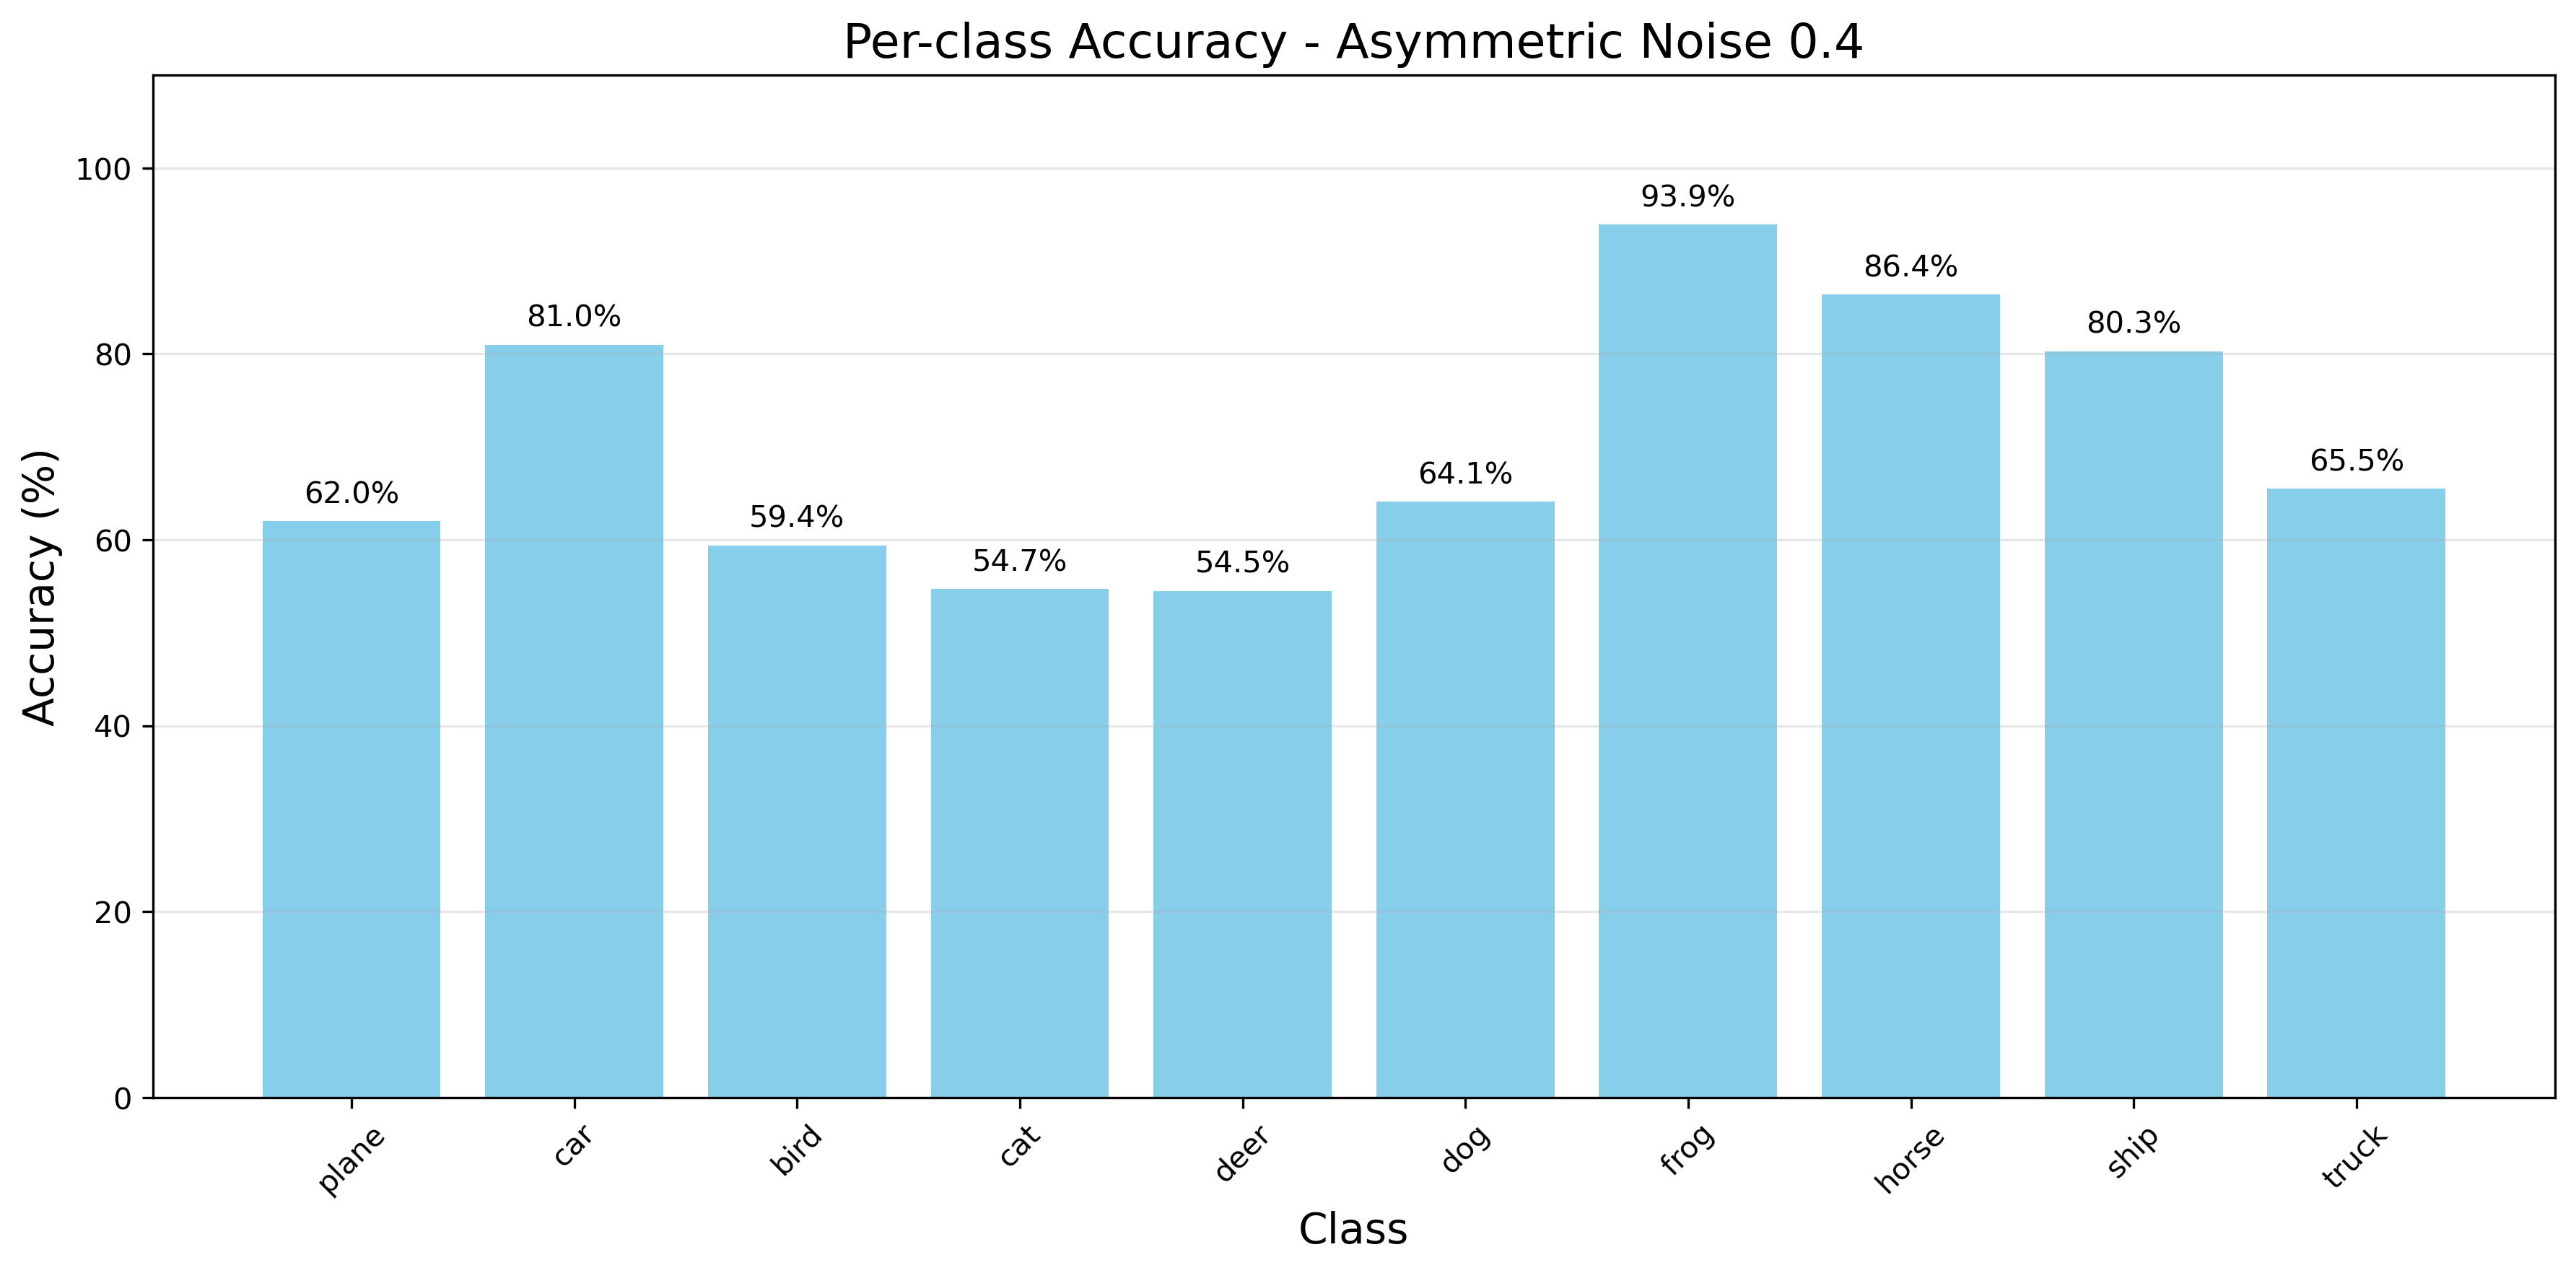 Per-class Accuracy - Asymmetric Noise 0.4
Accuracy (%)
100
80
60
40
20
0
62.0%
81.0%
59.4%
54.7%
54.5%
64.1%
93.9%
86.4%
80.3%
65.5%
plane
car
bird
cat
deer
dog
frog
horse
ship
truck
Class